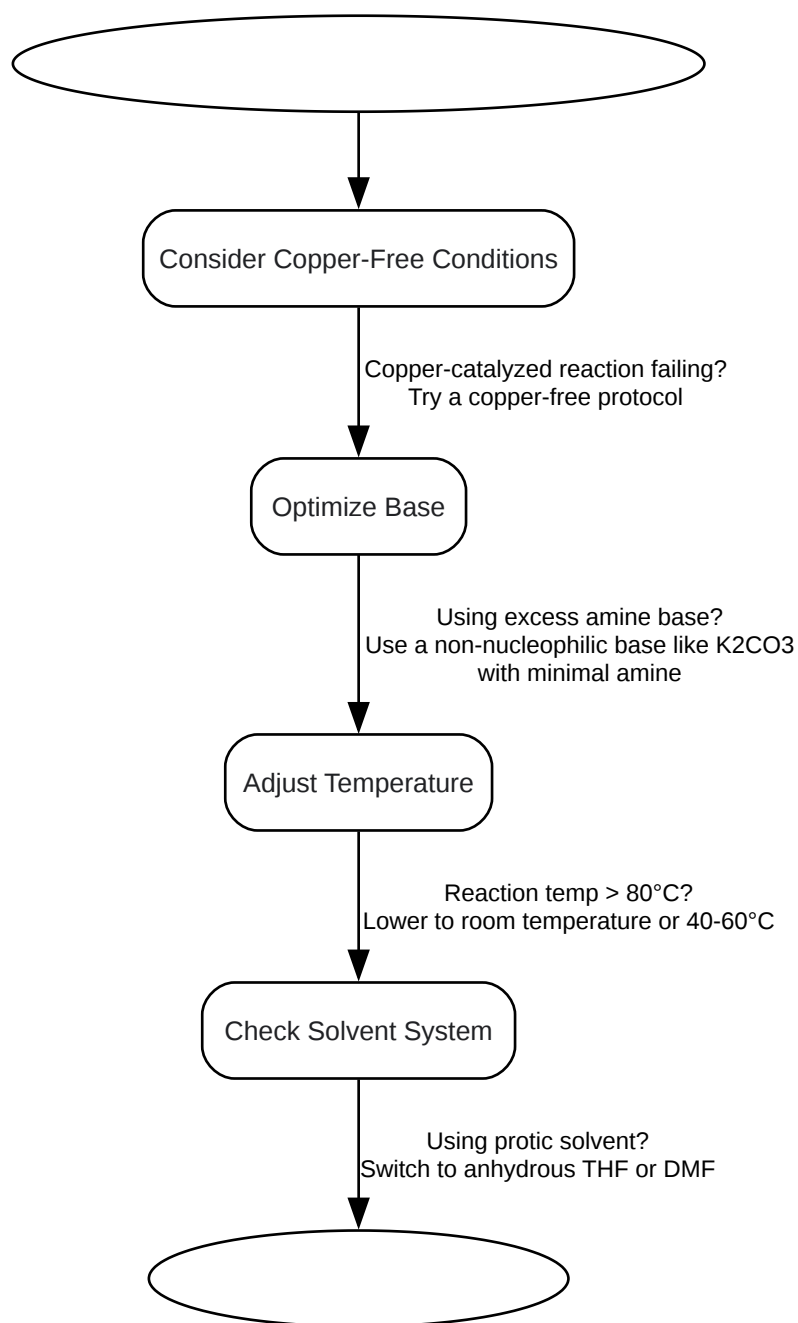 Consider Copper-Free Conditions
Copper-catalyzed reaction failing?
Try a copper-free protocol
Optimize Base
Using excess amine base?
Use a non-nucleophilic base like K2CO3
with minimal amine
Adjust Temperature
Reaction temp > 80°C?
Lower to room temperature or 40-60°C
Check Solvent System
Using protic solvent?
Switch to anhydrous THF or DMF